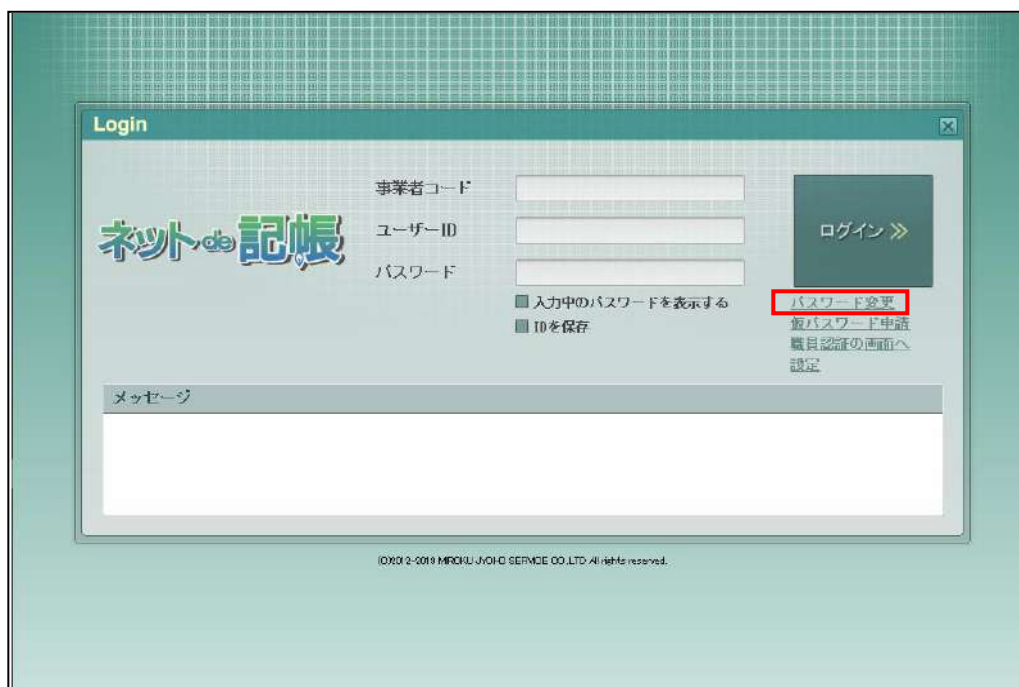 Login
事業者コード
ユーザーID
パスワード
ネットde記帳
ログイン
入力中のパスワードを表示する
IDを保存
パスワード変更
仮パスワード申請
職員認証の画面へ
設定
メッセージ
(C)2012-2019 MIROKU JYOHO SERVICE CO.,LTD All rights reserved.